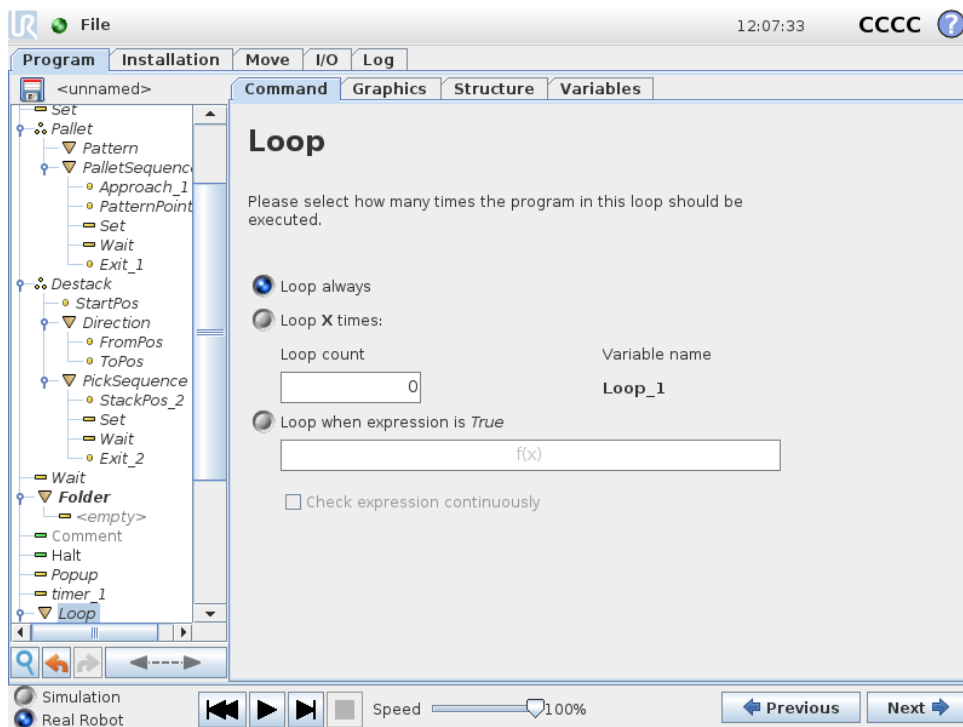 UR File 12:07:33 CCCC ?
Program Installation Move I/O Log
<unnamed>
Command Graphics Structure Variables
Set
Pallet
Pattern
PalletSequenc
Approach_1
PatternPoint
Set
Wait
Exit_1
Destack
StartPos
Direction
FromPos
ToPos
PickSequence
StackPos_2
Set
Wait
Exit_2
Wait
Folder
<empty>
Comment
Halt
Popup
timer_1
Loop
Loop
Please select how many times the program in this loop should be
executed.
Loop always
Loop X times:
Loop count Variable name
0 Loop_1
Loop when expression is True
f(x)
Check expression continuously
Simulation
Real Robot
Speed 100%
Previous Next